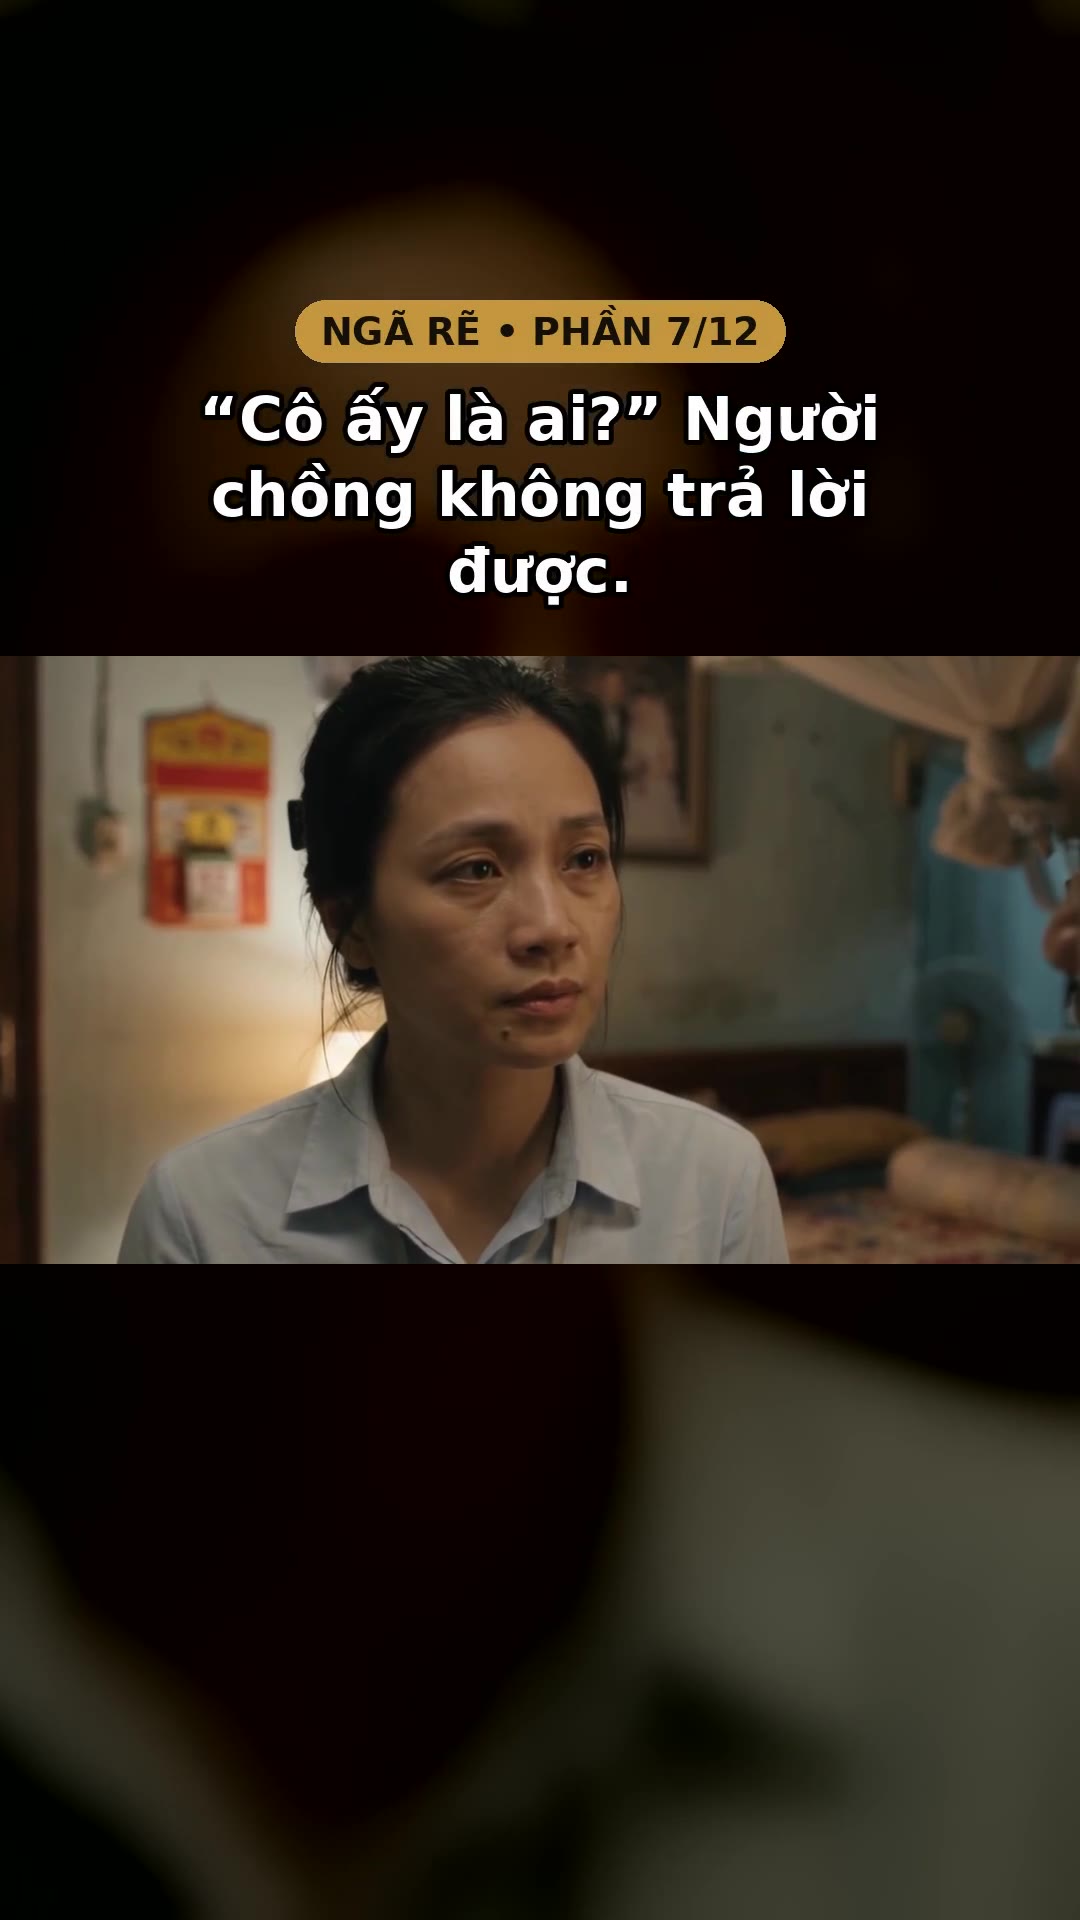 NGÃ RẼ • PHẦN 7/12
“Cô ấy là ai?” Người
chồng không trả lời
được.